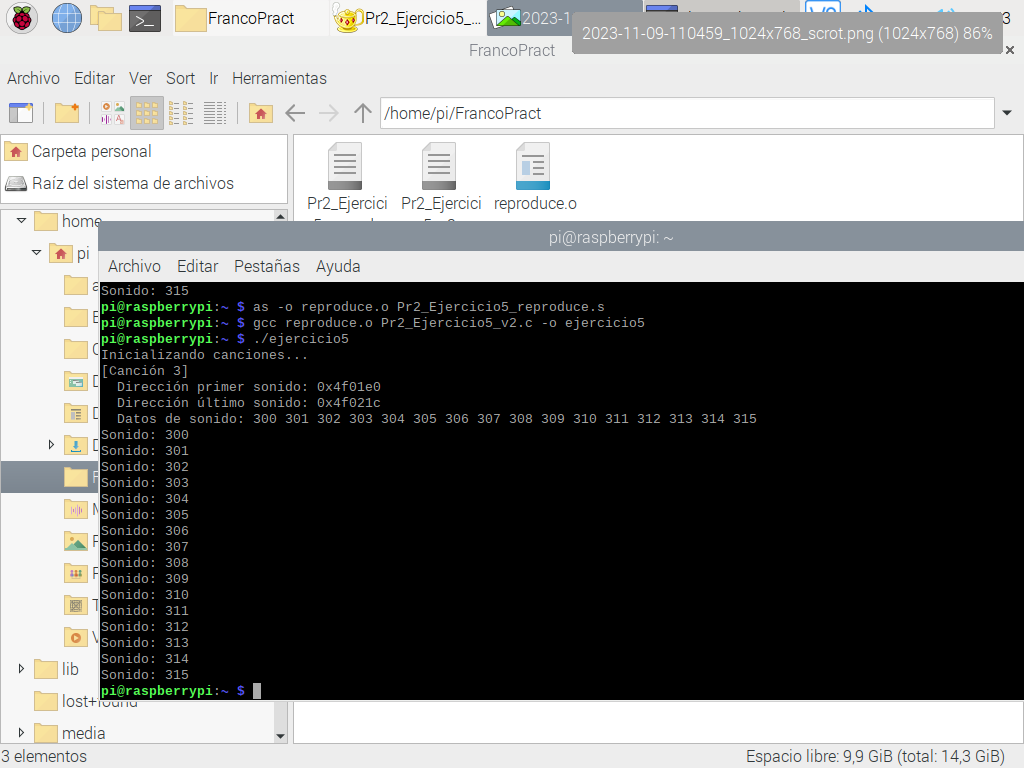 FrancoPract
Pr2_Ejercicio5_...
2023-1
3
2023-11-09-110459_1024x768_scrot.png (1024x768) 86%
FrancoPract
Archivo Editar Ver Sort Ir Herramientas
/home/pi/FrancoPract
Carpeta personal
Raíz del sistema de archivos
Pr2_Ejercici
Pr2_Ejercici
reproduce.o
home
pi
pi@raspberrypi: ~
Archivo Editar Pestañas Ayuda
Sonido: 315
pi@raspberrypi:~ $ as -o reproduce.o Pr2_Ejercicio5_reproduce.s
pi@raspberrypi:~ $ gcc reproduce.o Pr2_Ejercicio5_v2.c -o ejercicio5
pi@raspberrypi:~ $ ./ejercicio5
Inicializando canciones...
[Canción 3]
Dirección primer sonido: 0x4f01e0
Dirección último sonido: 0x4f021c
Datos de sonido: 300 301 302 303 304 305 306 307 308 309 310 311 312 313 314 315
Sonido: 300
Sonido: 301
Sonido: 302
Sonido: 303
Sonido: 304
Sonido: 305
Sonido: 306
Sonido: 307
Sonido: 308
Sonido: 309
Sonido: 310
Sonido: 311
Sonido: 312
Sonido: 313
Sonido: 314
Sonido: 315
pi@raspberrypi:~ $
lib
lost+found
media
3 elementos
Espacio libre: 9,9 GiB (total: 14,3 GiB)